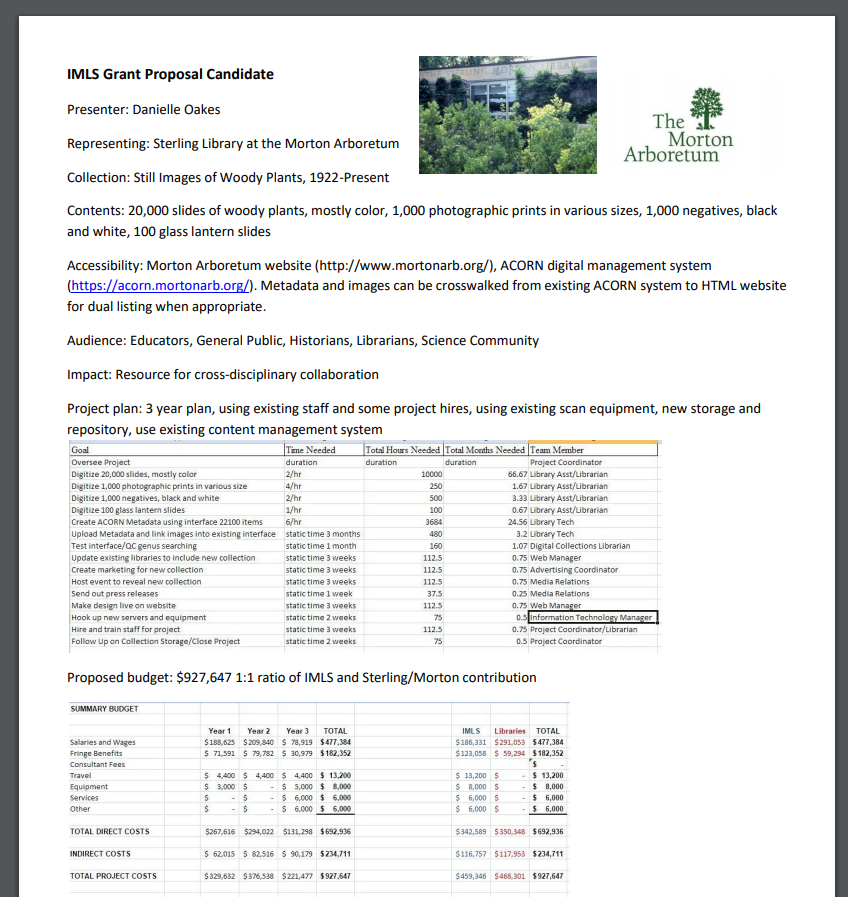 IMLS Grant Proposal Candidate
Presenter: Danielle Oakes
The
Morton
Arboretum
Representing: Sterling Library at the Morton Arboretum
Collection: Still Images of Woody Plants, 1922-Present
Contents: 20,000 slides of woody plants, mostly color, 1,000 photographic prints in various sizes, 1,000 negatives, black
and white, 100 glass lantern slides
Accessibility: Morton Arboretum website (http://www.mortonarb.org/), ACORN digital management system
(https://acorn.mortonarb.org/). Metadata and images can be crosswalked from existing ACORN system to HTML website
for dual listing when appropriate.
Audience: Educators, General Public, Historians, Librarians, Science Community
Impact: Resource for cross-disciplinary collaboration
Project plan: 3 year plan, using existing staff and some project hires, using existing scan equipment, new storage and
repository, use existing content management system
Goal Time Needed Total Hours Needed Total Months Needed Team Member
Oversee Project duration duration duration Project Coordinator
Digitize 20,000 slides, mostly color 2/hr 10000 66.67 Library Asst/Librarian
Digitize 1,000 photographic prints in various size 4/hr 250 1.67 Library Asst/Librarian
Digitize 1,000 negatives, black and white 2/hr 500 3.33 Library Asst/Librarian
Digitize 100 glass lantern slides 1/hr 100 0.67 Library Asst/Librarian
Create ACORN Metadata using interface 22100 items 6/hr 3684 24.56 Library Tech
Upload Metadata and link images into existing interface static time 3 months 480 3.2 Library Tech
Test interface/QC genus searching static time 1 month 160 1.07 Digital Collections Librarian
Update existing libraries to include new collection static time 3 weeks 112.5 0.75 Web Manager
Create marketing for new collection static time 3 weeks 112.5 0.75 Advertising Coordinator
Host event to reveal new collection static time 3 weeks 112.5 0.75 Media Relations
Send out press releases static time 1 week 37.5 0.25 Media Relations
Make design live on website static time 3 weeks 112.5 0.75 Web Manager
Hook up new servers and equipment static time 2 weeks 75 0.5 Information Technology Manager
Hire and train staff for project static time 3 weeks 112.5 0.75 Project Coordinator/Librarian
Follow Up on Collection Storage/Close Project static time 2 weeks 75 0.5 Project Coordinator
Proposed budget: $927,647 1:1 ratio of IMLS and Sterling/Morton contribution
SUMMARY BUDGET
Year 1 Year 2 Year 3 TOTAL IMLS Libraries TOTAL
Salaries and Wages $188,625 $209,840 $ 78,919 $477,384 $186,331 $291,053 $477,384
Fringe Benefits $ 71,591 $ 79,782 $ 30,979 $182,352 $123,058 $ 59,294 $182,352
Consultant Fees $ -
Travel $ 4,400 $ 4,400 $ 4,400 $ 13,200 $ 13,200 $ - $ 13,200
Equipment $ 3,000 $ - $ 5,000 $ 8,000 $ 8,000 $ - $ 8,000
Services $ - $ - $ 6,000 $ 6,000 $ 6,000 $ - $ 6,000
Other $ - $ - $ 6,000 $ 6,000 $ 6,000 $ - $ 6,000
TOTAL DIRECT COSTS $267,616 $294,022 $131,298 $692,936 $342,589 $350,348 $692,936
INDIRECT COSTS $ 62,015 $ 82,516 $ 90,179 $234,711 $116,757 $117,953 $234,711
TOTAL PROJECT COSTS $329,632 $376,538 $221,477 $927,647 $459,346 $468,301 $927,647